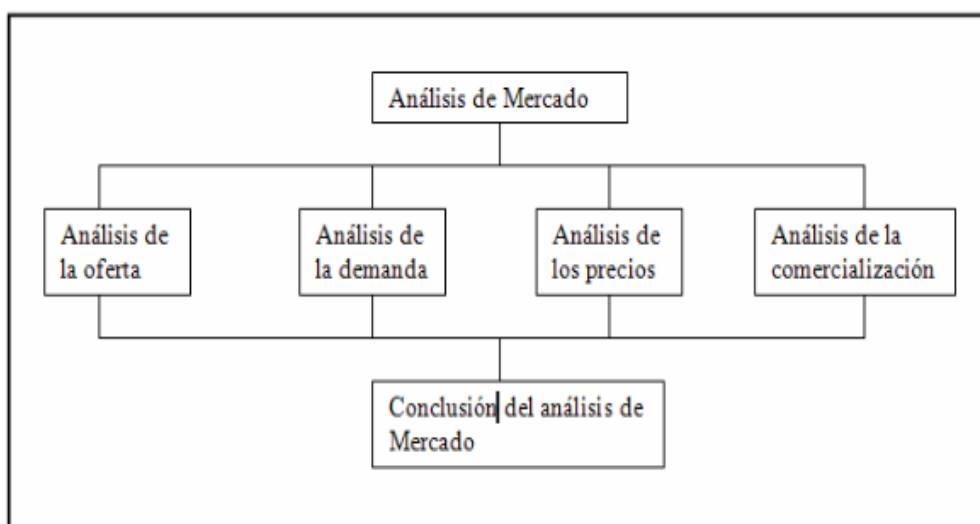 Análisis de Mercado
Análisis de
la oferta
Análisis de
la demanda
Análisis de
los precios
Análisis de la
comercialización
Conclusión del análisis de
Mercado